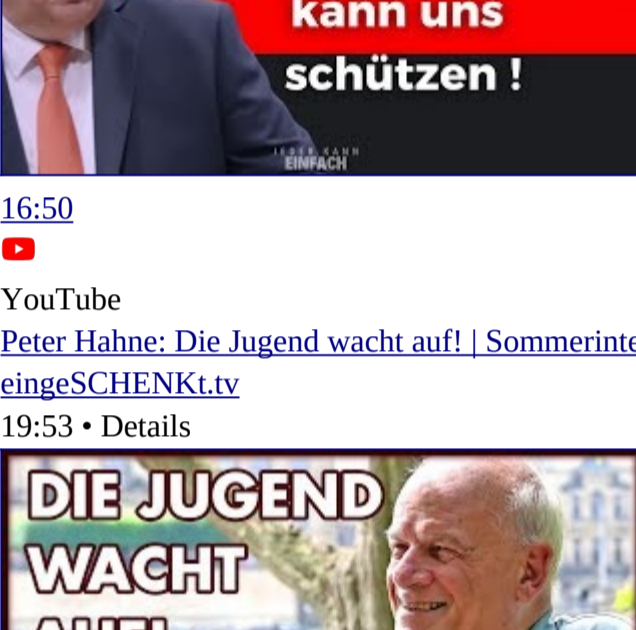 kann uns
schützen !
JEDER KANN
EINFACH
16:50
YouTube
Peter Hahne: Die Jugend wacht auf! | Sommerinte
eingeSCHENKt.tv
19:53 • Details
DIE JUGEND
WACHT
AUF!